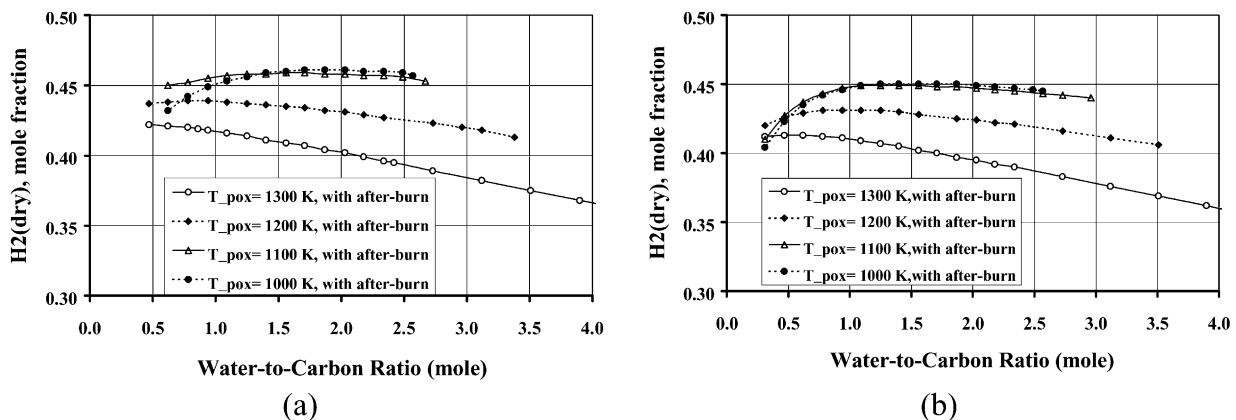 0.50
0.45
0.40
0.35
0.30
H2(dry), mole fraction
T_pox= 1300 K, with after-burn
T_pox= 1200 K, with after-burn
T_pox= 1100 K, with after-burn
T_pox= 1000 K, with after-burn
0.0 0.5 1.0 1.5 2.0 2.5 3.0 3.5 4.0
Water-to-Carbon Ratio (mole)
(a)
0.50
0.45
0.40
0.35
0.30
H2(dry), mole fraction
T_pox= 1300 K,with after-burn
T_pox= 1200 K,with after-burn
T_pox= 1100 K,with after-burn
T_pox= 1000 K,with after-burn
0.0 0.5 1.0 1.5 2.0 2.5 3.0 3.5 4.0
Water-to-Carbon Ratio (mole)
(b)